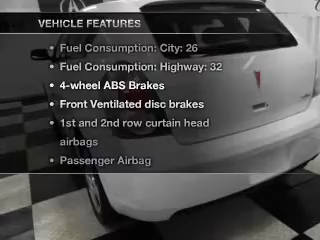 VEHICLE FEATURES
• Fuel Consumption: City: 26
• Fuel Consumption: Highway: 32
• 4-wheel ABS Brakes
• Front Ventilated disc brakes
• 1st and 2nd row curtain head
airbags
• Passenger Airbag